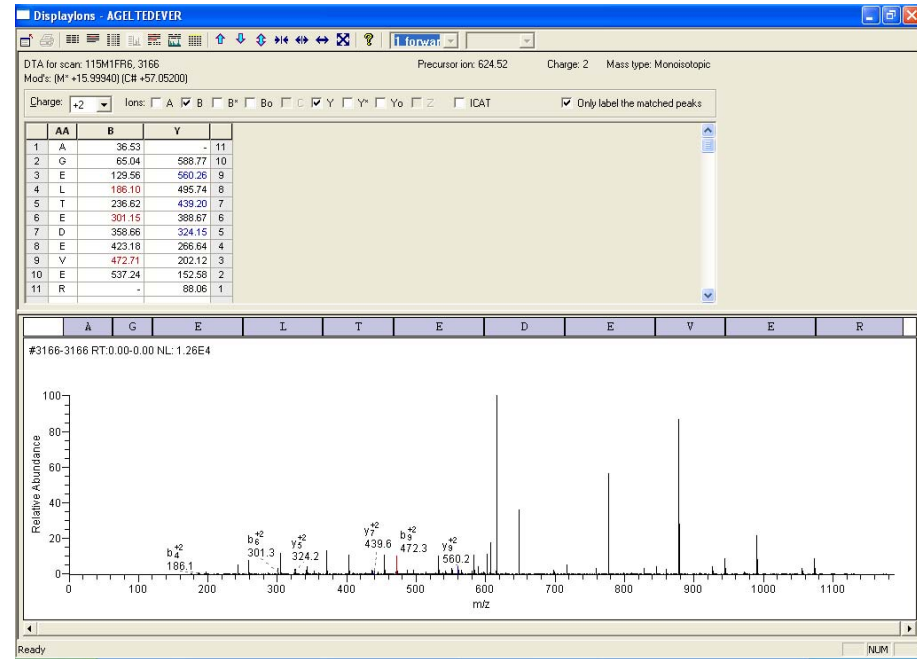 DisplayIons - AGELTEDEVER
1 forwar
DTA for scan: 115M1FR6, 3166 Precursor ion: 624.52 Charge: 2 Mass type: Monoisotopic
Mod's: (M* +15.99940) (C# +57.05200)
Charge: +2 Ions: A B B* Bo C Y Y* Yo Z ICAT Only label the matched peaks
AA B Y
1 A 36.53 - 11
2 G 65.04 588.77 10
3 E 129.56 560.26 9
4 L 186.10 495.74 8
5 T 236.62 439.20 7
6 E 301.15 388.67 6
7 D 358.66 324.15 5
8 E 423.18 266.64 4
9 V 472.71 202.12 3
10 E 537.24 152.58 2
11 R - 88.06 1
A G E L T E D E V E R
#3166-3166 RT:0.00-0.00 NL: 1.26E4
100
80
60
40
20
0
Relative Abundance
b4+2
186.1
b6+2
301.3
y5+2
324.2
y7+2
439.6
b9+2
472.3
y9+2
560.2
0 100 200 300 400 500 600 700 800 900 1000 1100
m/z
Ready NUM